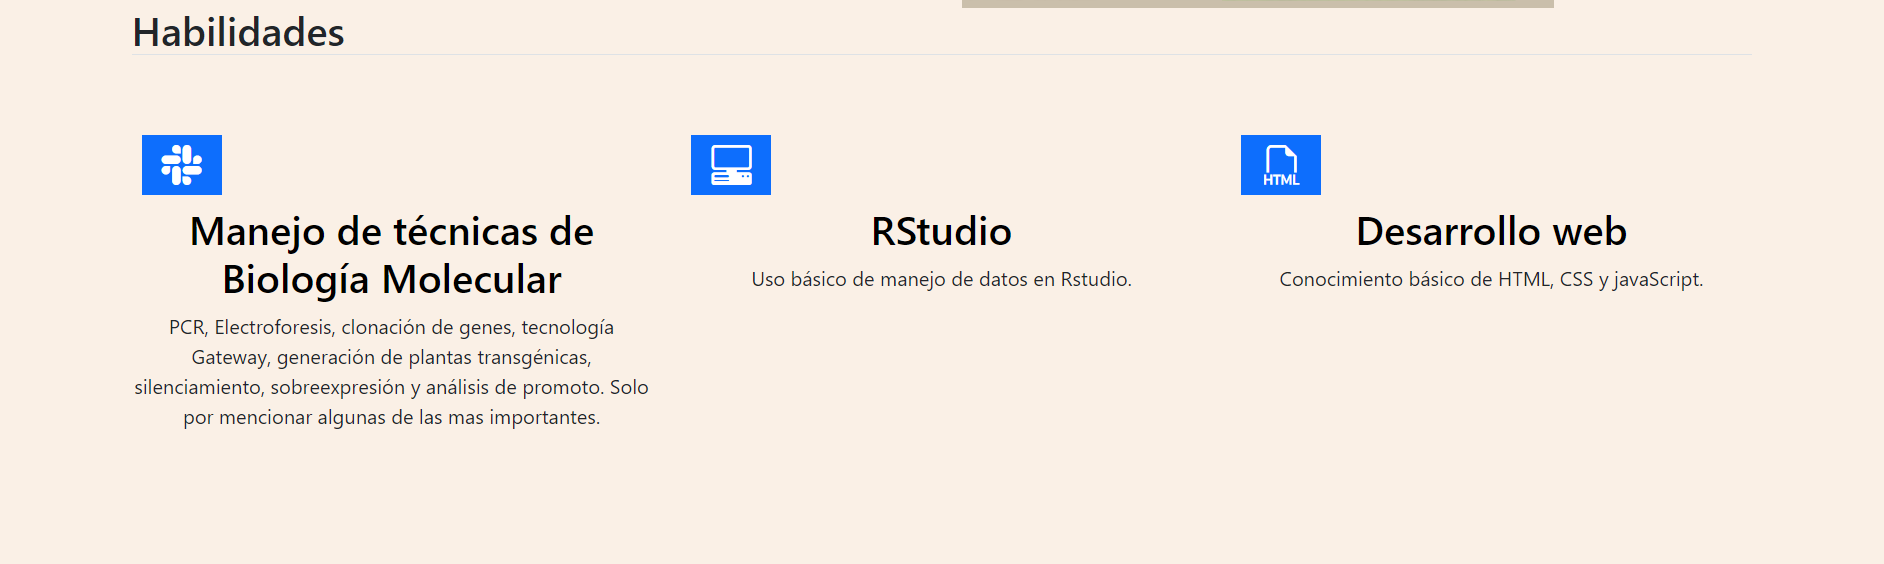 Habilidades
HTML
Manejo de técnicas de
Biología Molecular
PCR, Electroforesis, clonación de genes, tecnología
Gateway, generación de plantas transgénicas,
silenciamiento, sobreexpresión y análisis de promoto. Solo
por mencionar algunas de las mas importantes.
RStudio
Uso básico de manejo de datos en Rstudio.
Desarrollo web
Conocimiento básico de HTML, CSS y javaScript.